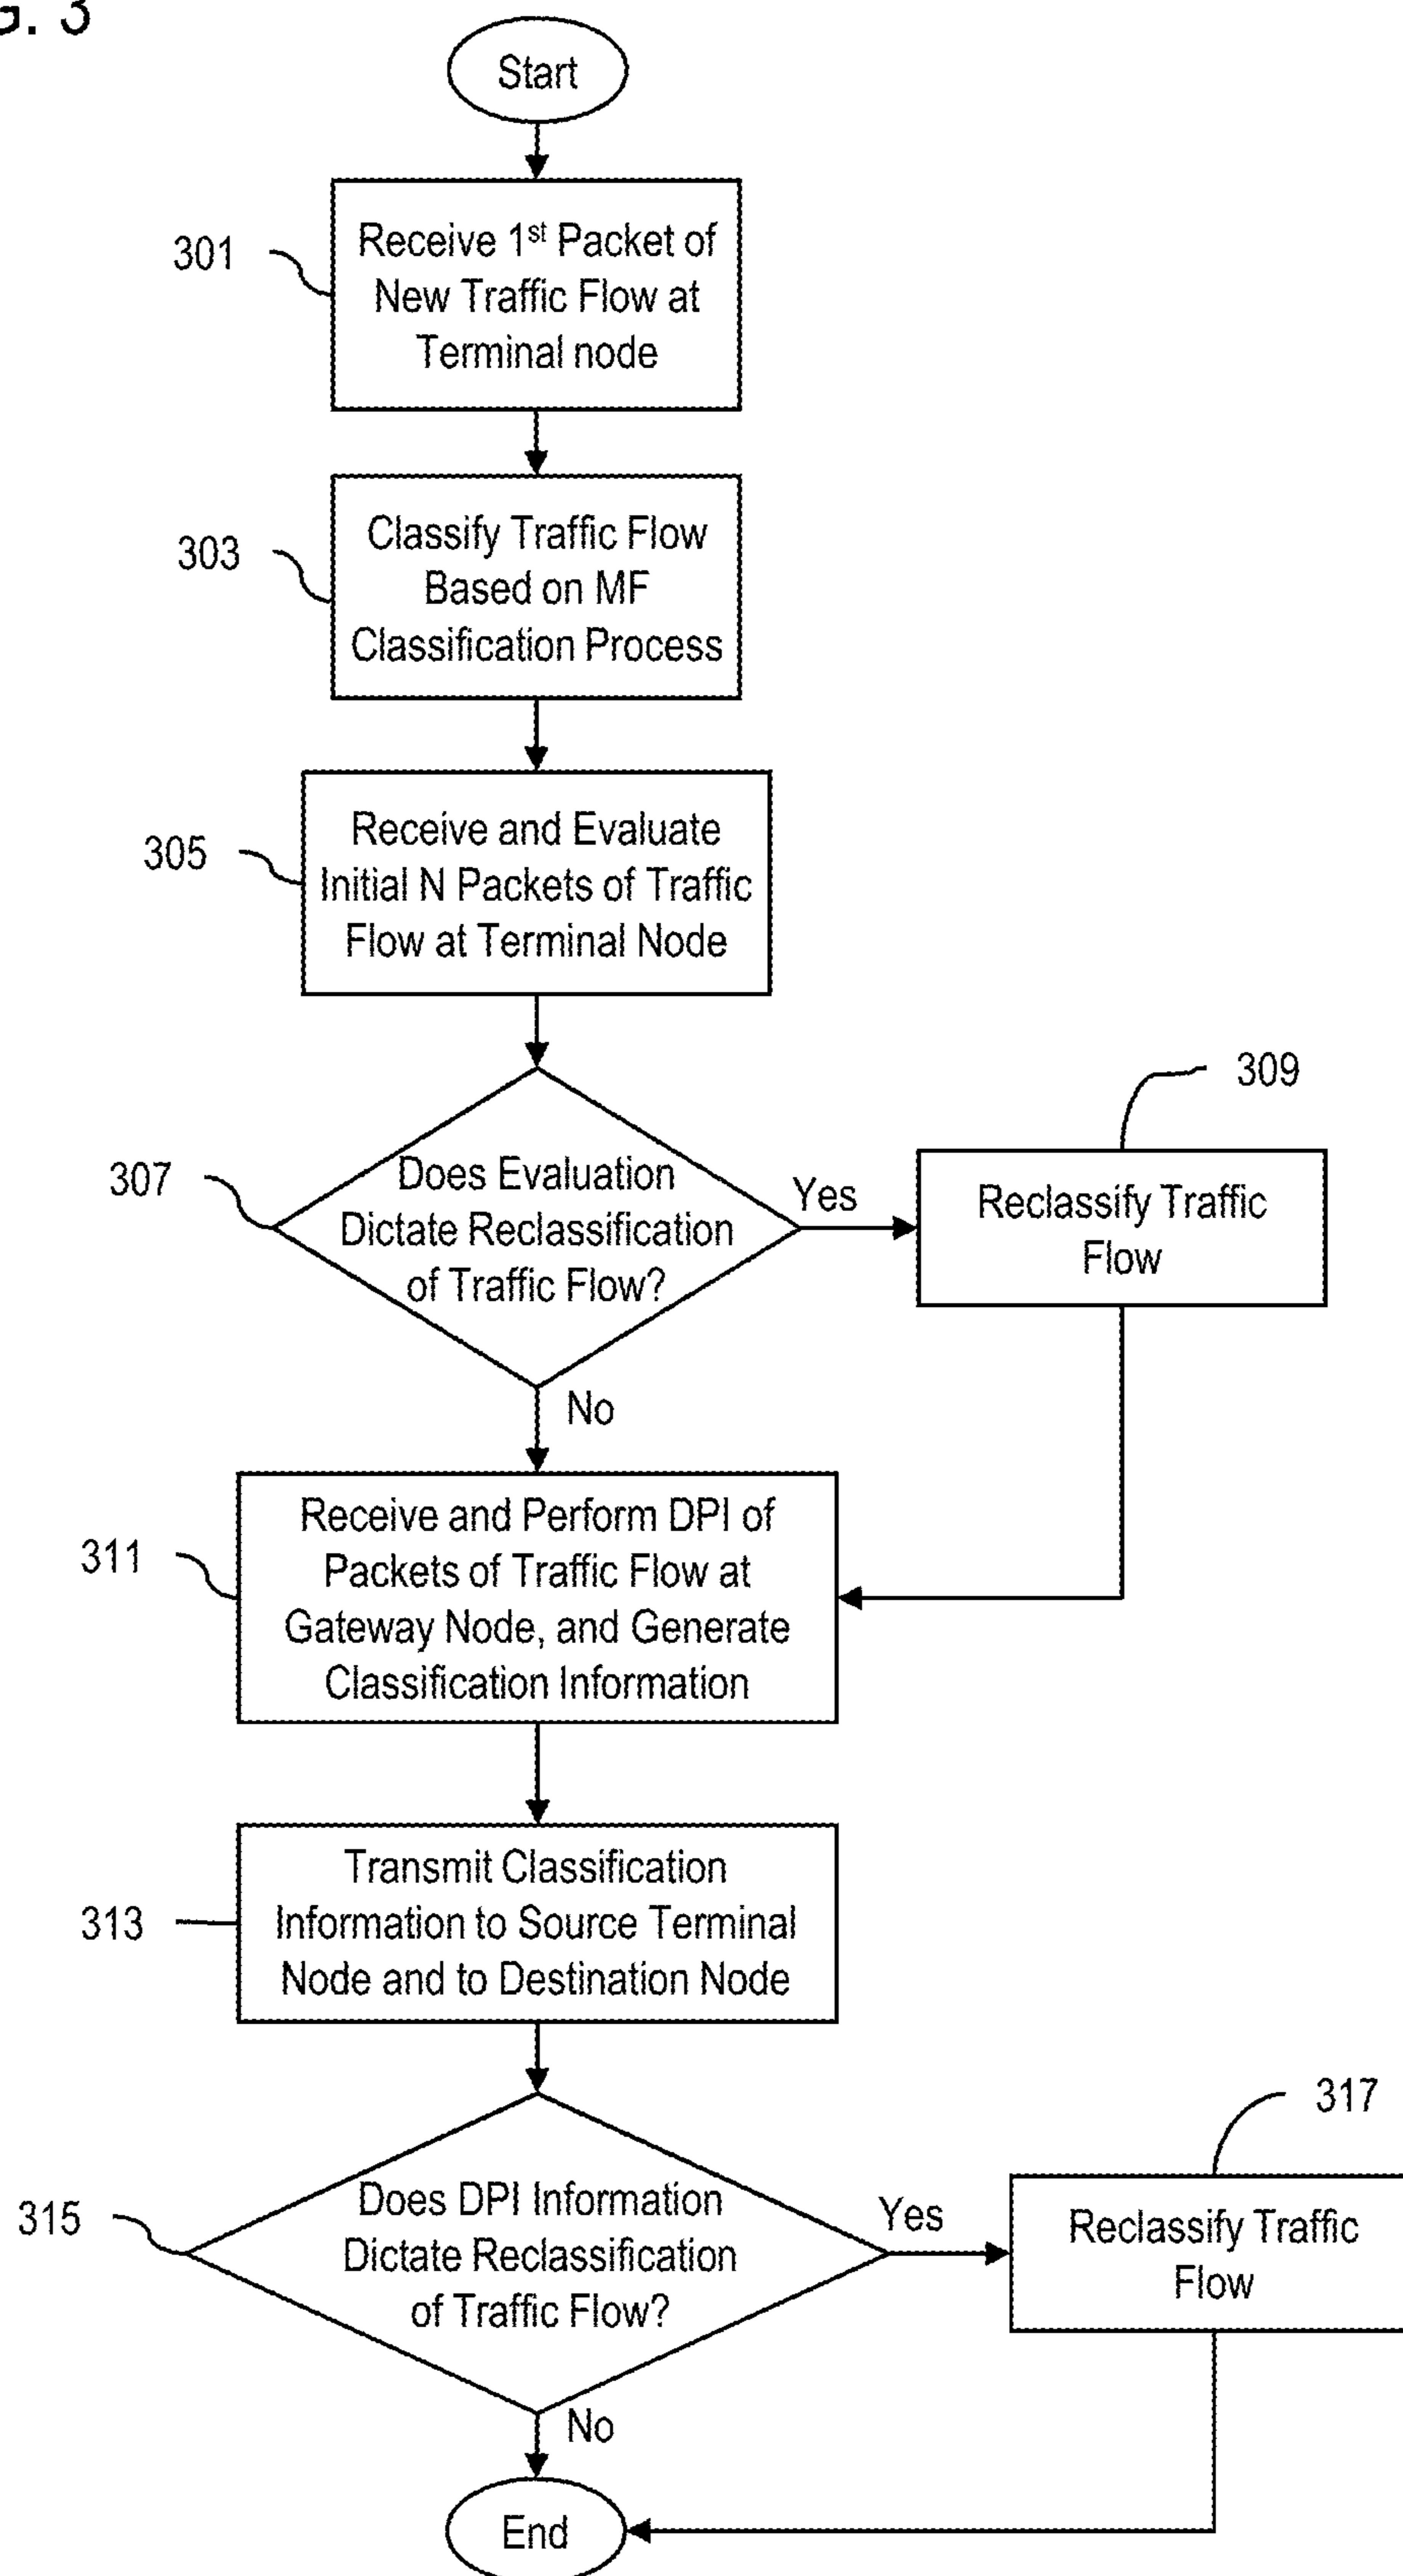 G. 3
Start
301
Receive 1st Packet of
New Traffic Flow at
Terminal node
303
Classify Traffic Flow
Based on MF
Classification Process
305
Receive and Evaluate
Initial N Packets of Traffic
Flow at Terminal Node
307
Does Evaluation
Dictate Reclassification
of Traffic Flow?
Yes
309
Reclassify Traffic
Flow
No
311
Receive and Perform DPI of
Packets of Traffic Flow at
Gateway Node, and Generate
Classification Information
313
Transmit Classification
Information to Source Terminal
Node and to Destination Node
315
Does DPI Information
Dictate Reclassification
of Traffic Flow?
Yes
317
Reclassify Traffic
Flow
No
End